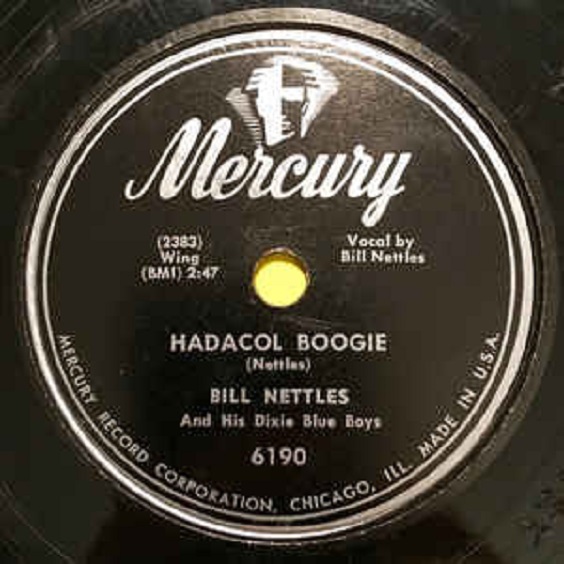 Mercury
(2383)
Wing
(BMI) 2:47
Vocal by
Bill Nettles
HADACOL BOOGIE
(Nettles)
BILL NETTLES
And His Dixie Blue Boys
6190
MERCURY RECORD CORPORATION, CHICAGO, ILL. MADE IN U.S.A.